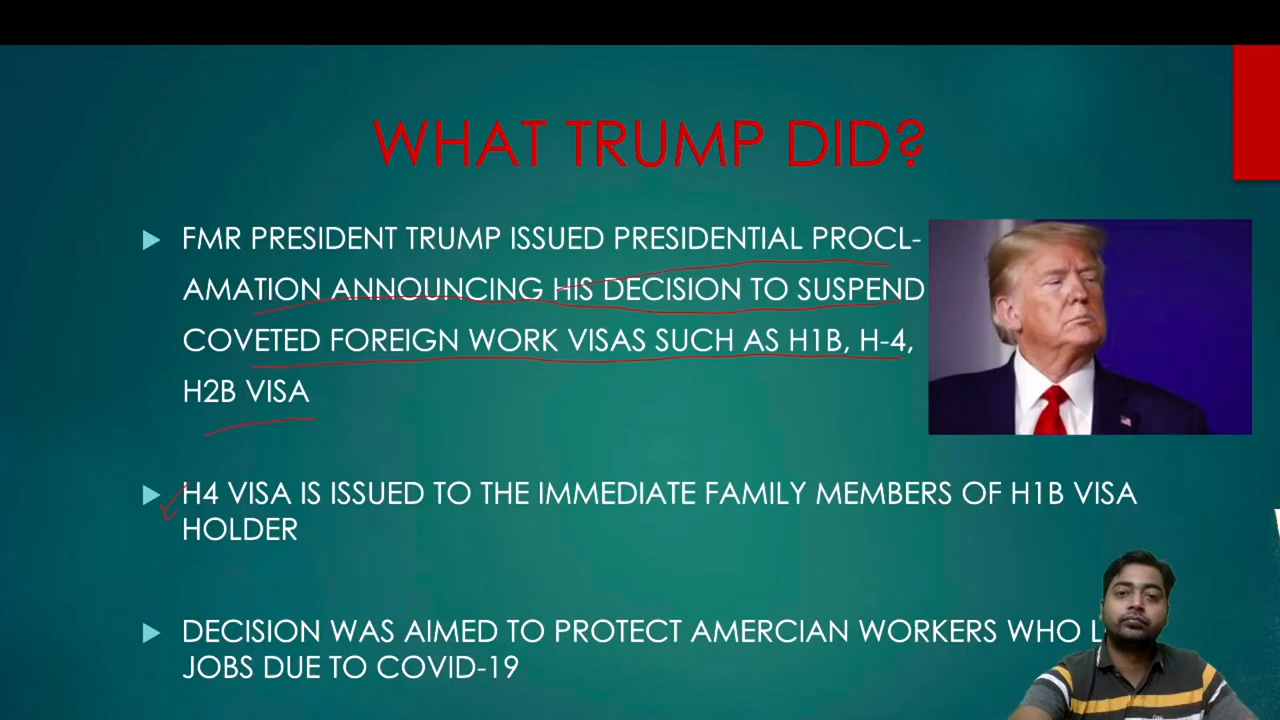 WHAT TRUMP DID?
FMR PRESIDENT TRUMP ISSUED PRESIDENTIAL PROCL-
AMATION ANNOUNCING HIS DECISION TO SUSPEND
COVETED FOREIGN WORK VISAS SUCH AS H1B, H-4,
H2B VISA
H4 VISA IS ISSUED TO THE IMMEDIATE FAMILY MEMBERS OF H1B VISA
HOLDER
DECISION WAS AIMED TO PROTECT AMERCIAN WORKERS WHO
JOBS DUE TO COVID-19